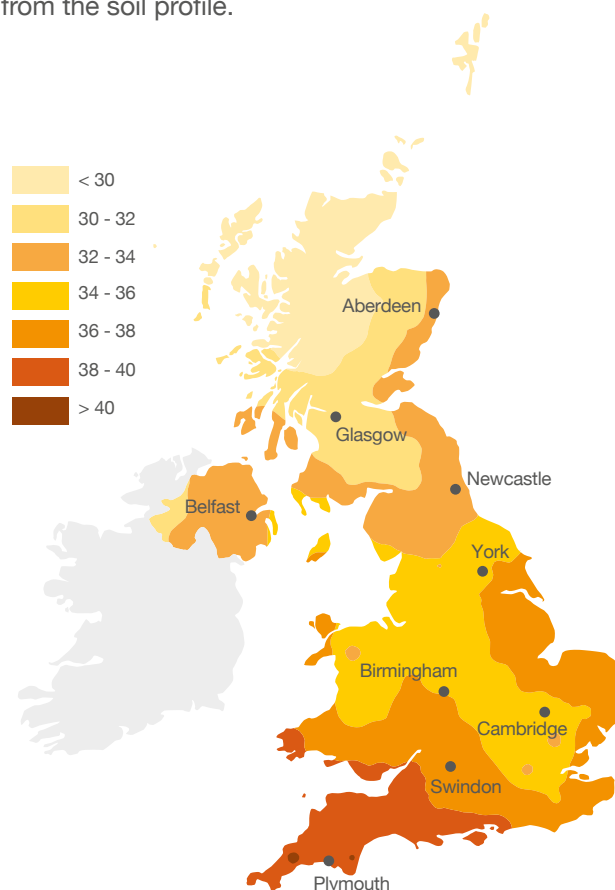 from the soil profile.
< 30
30 - 32
32 - 34
34 - 36
36 - 38
38 - 40
> 40
Aberdeen
Glasgow
Newcastle
Belfast
York
Birmingham
Cambridge
Swindon
Plymouth